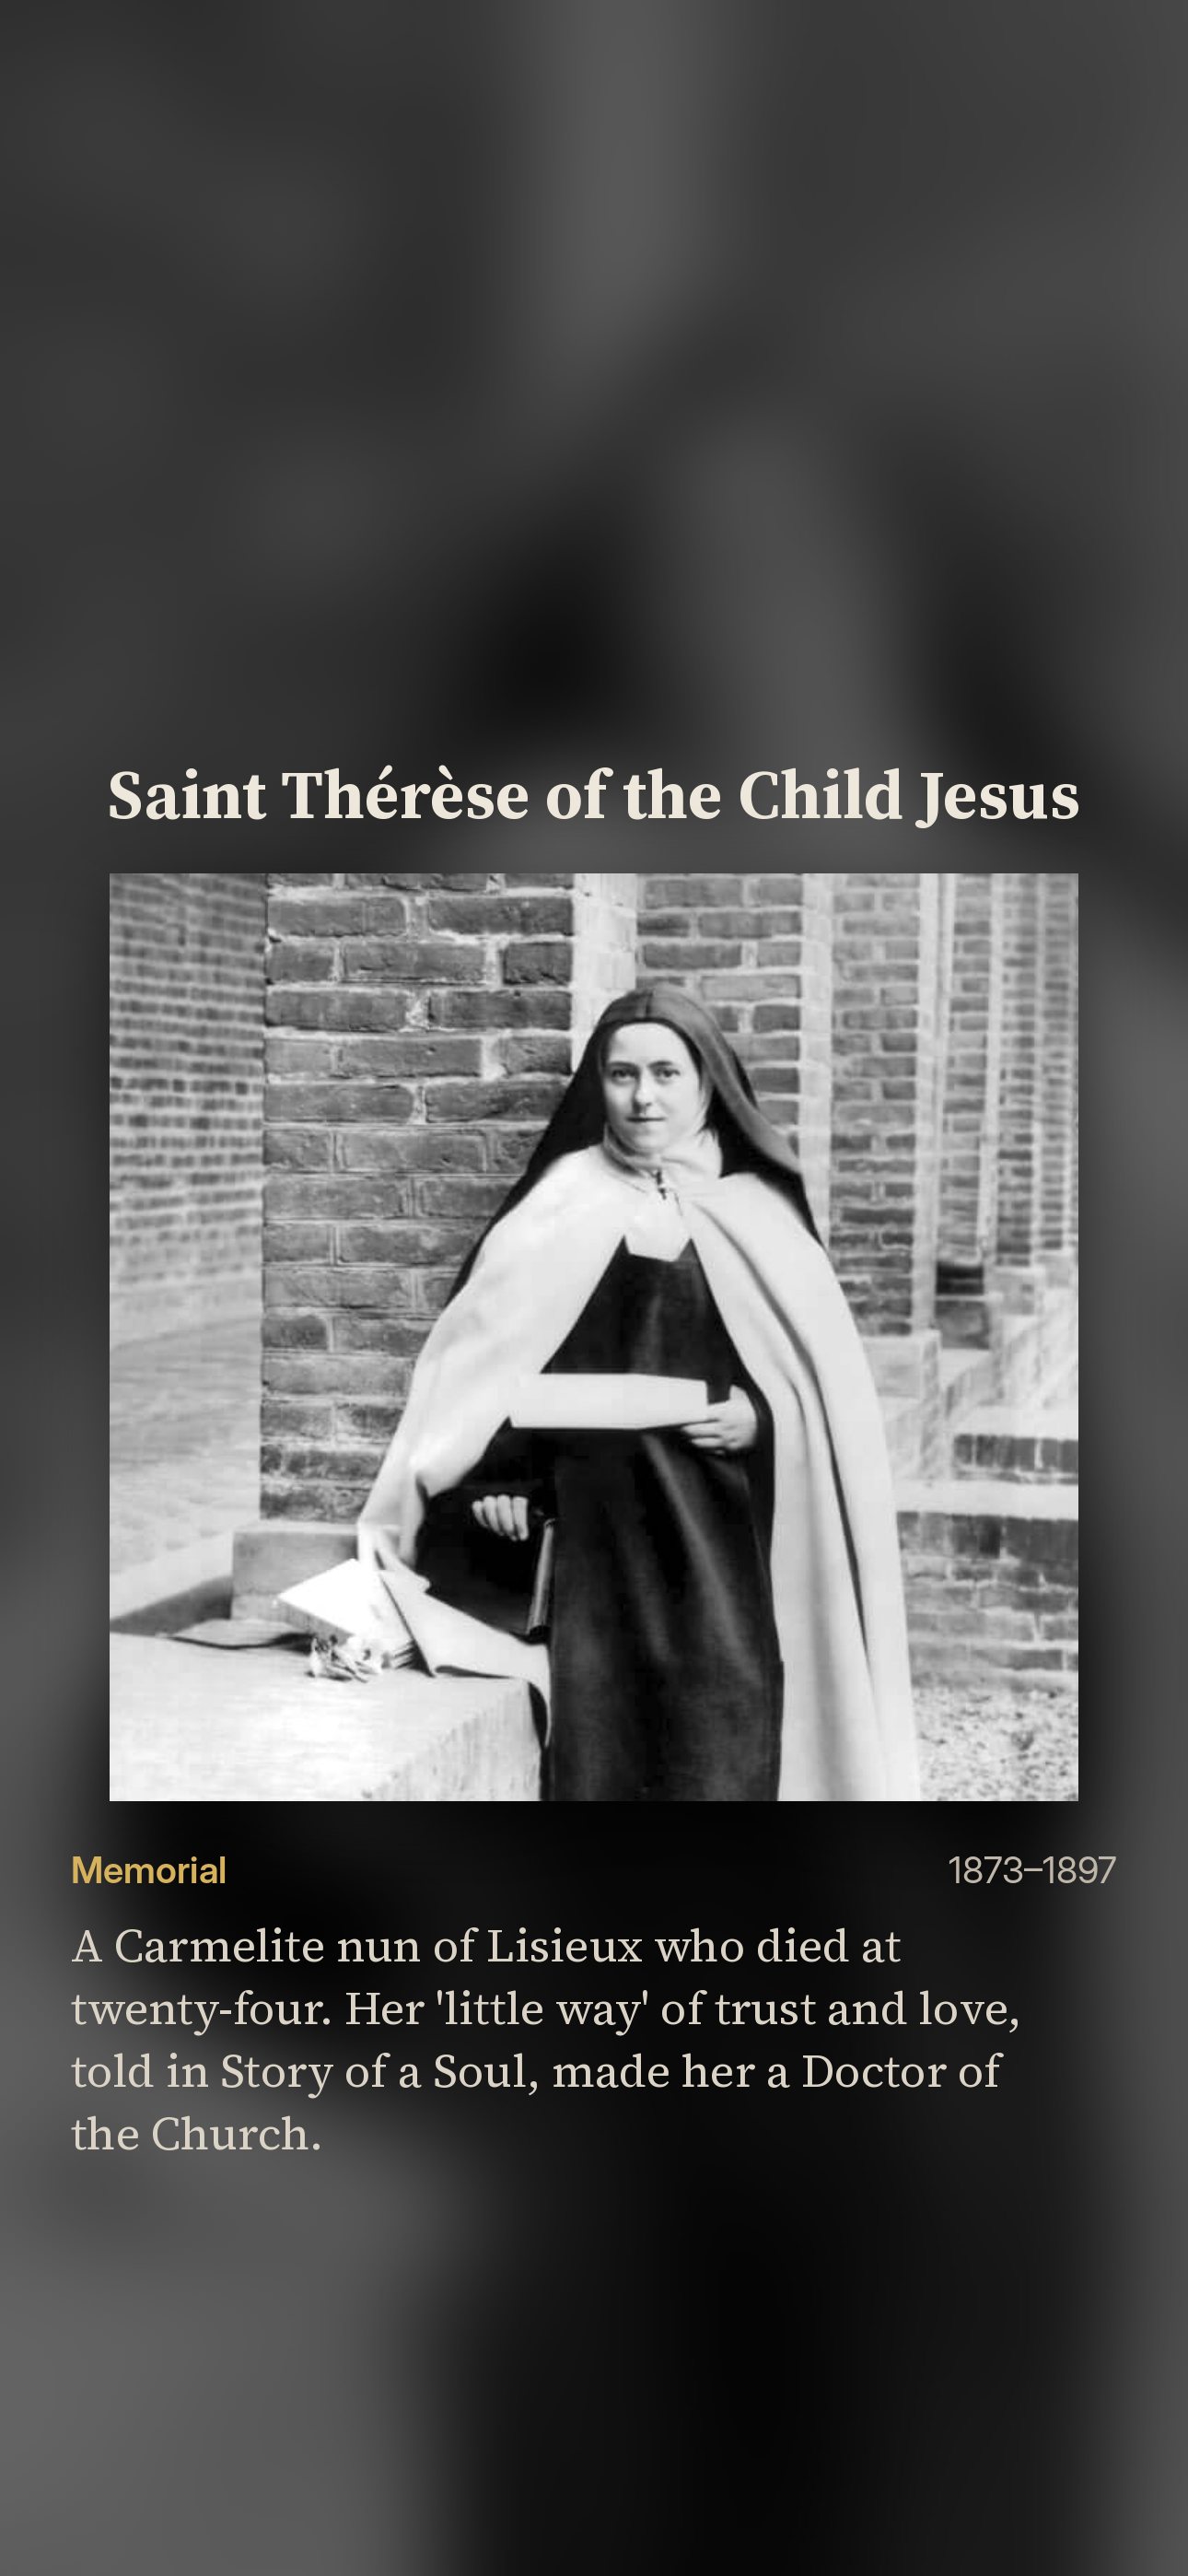 Saint Thérèse of the Child Jesus
Memorial
1873–1897
A Carmelite nun of Lisieux who died at
twenty-four. Her 'little way' of trust and love,
told in Story of a Soul, made her a Doctor of
the Church.